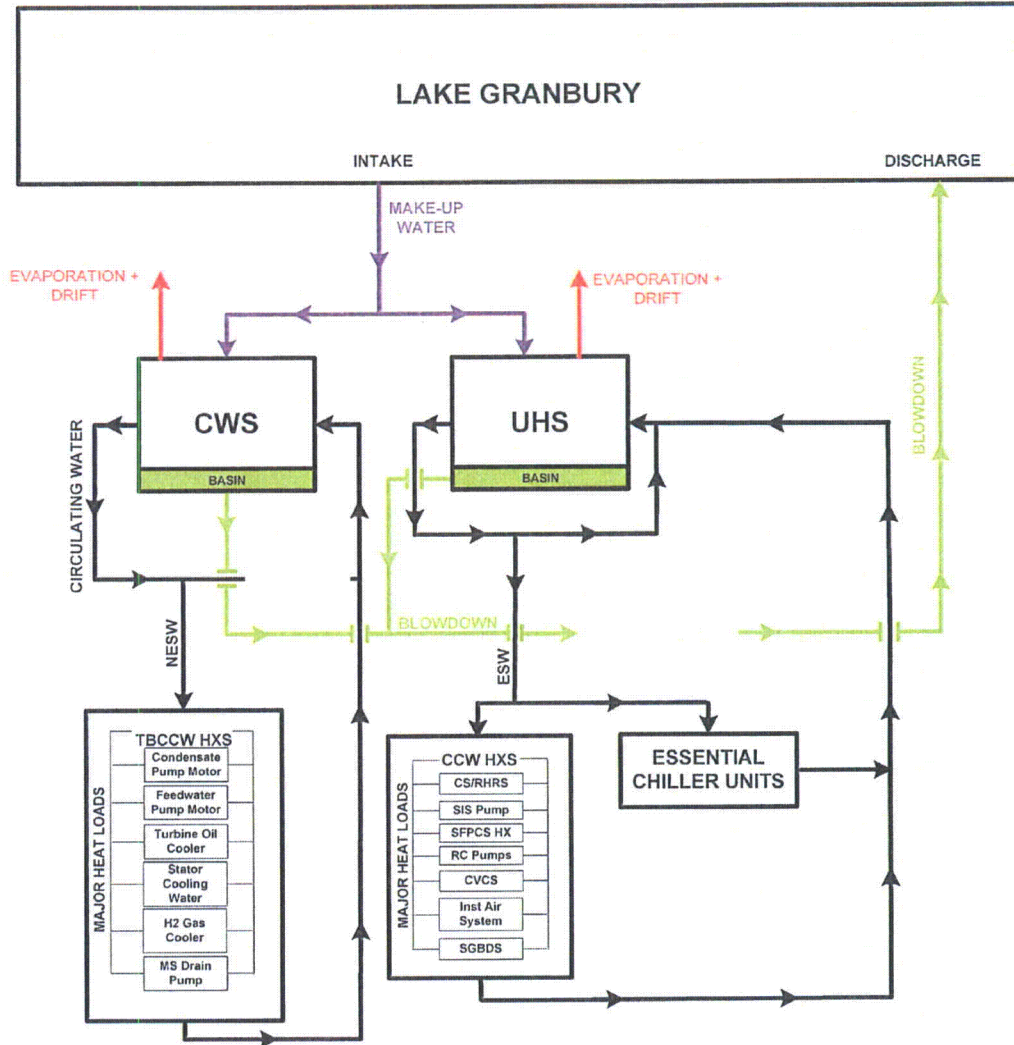 LAKE GRANBURY
INTAKE
DISCHARGE
MAKE-UP
WATER
EVAPORATION +
DRIFT
EVAPORATION +
DRIFT
CWS
BASIN
UHS
BASIN
BLOWDOWN
CIRCULATING WATER
BLOWDOWN
NESW
ESW
MAJOR HEAT LOADS
TBCCW HXS
Condensate
Pump Motor
Feedwater
Pump Motor
Turbine Oil
Cooler
Stator
Cooling
Water
H2 Gas
Cooler
MS Drain
Pump
MAJOR HEAT LOADS
CCW HXS
CS/RHRS
SIS Pump
SFPCS HX
RC Pumps
CVCS
Inst Air
System
SGBDS
ESSENTIAL
CHILLER UNITS